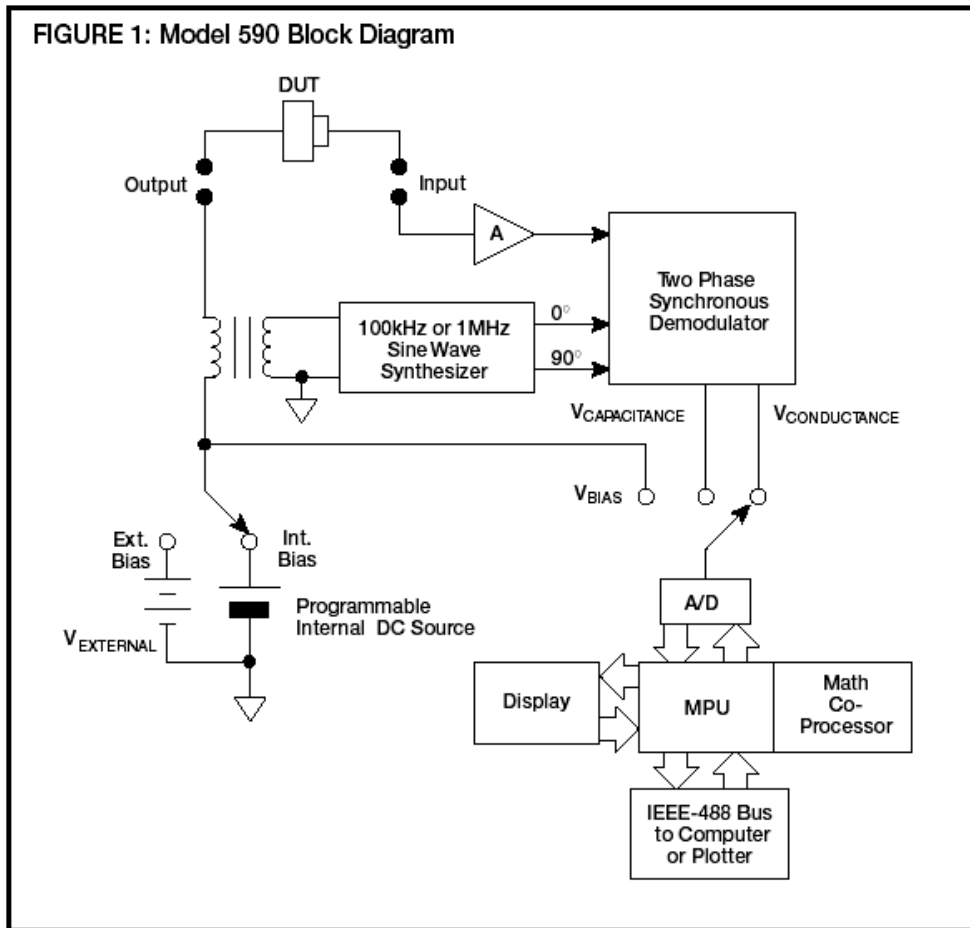 FIGURE 1: Model 590 Block Diagram
DUT
Output
Input
A
Two Phase
Synchronous
Demodulator
100kHz or 1MHz
Sine Wave
Synthesizer
0°
90°
VCAPACITANCE
VCONDUCTANCE
VBIAS
Ext.
Bias
Int.
Bias
Programmable
Internal DC Source
VEXTERNAL
A/D
Display
MPU
Math
Co-
Processor
IEEE-488 Bus
to Computer
or Plotter